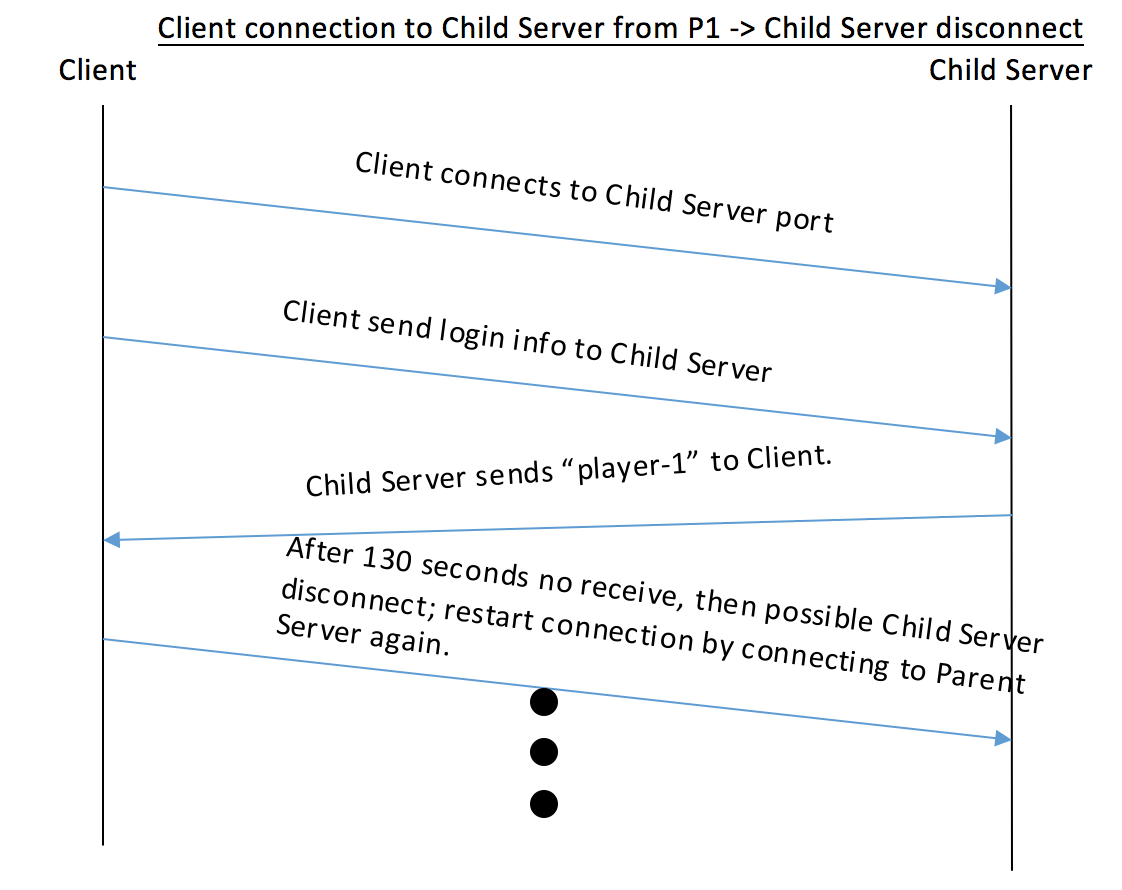 Client connection to Child Server from P1 -> Child Server disconnect
Client
Child Server
Client connects to Child Server port
Client send login info to Child Server
Child Server sends “player-1” to Client.
After 130 seconds no receive, then possible Child Server
disconnect; restart connection by connecting to Parent
Server again.